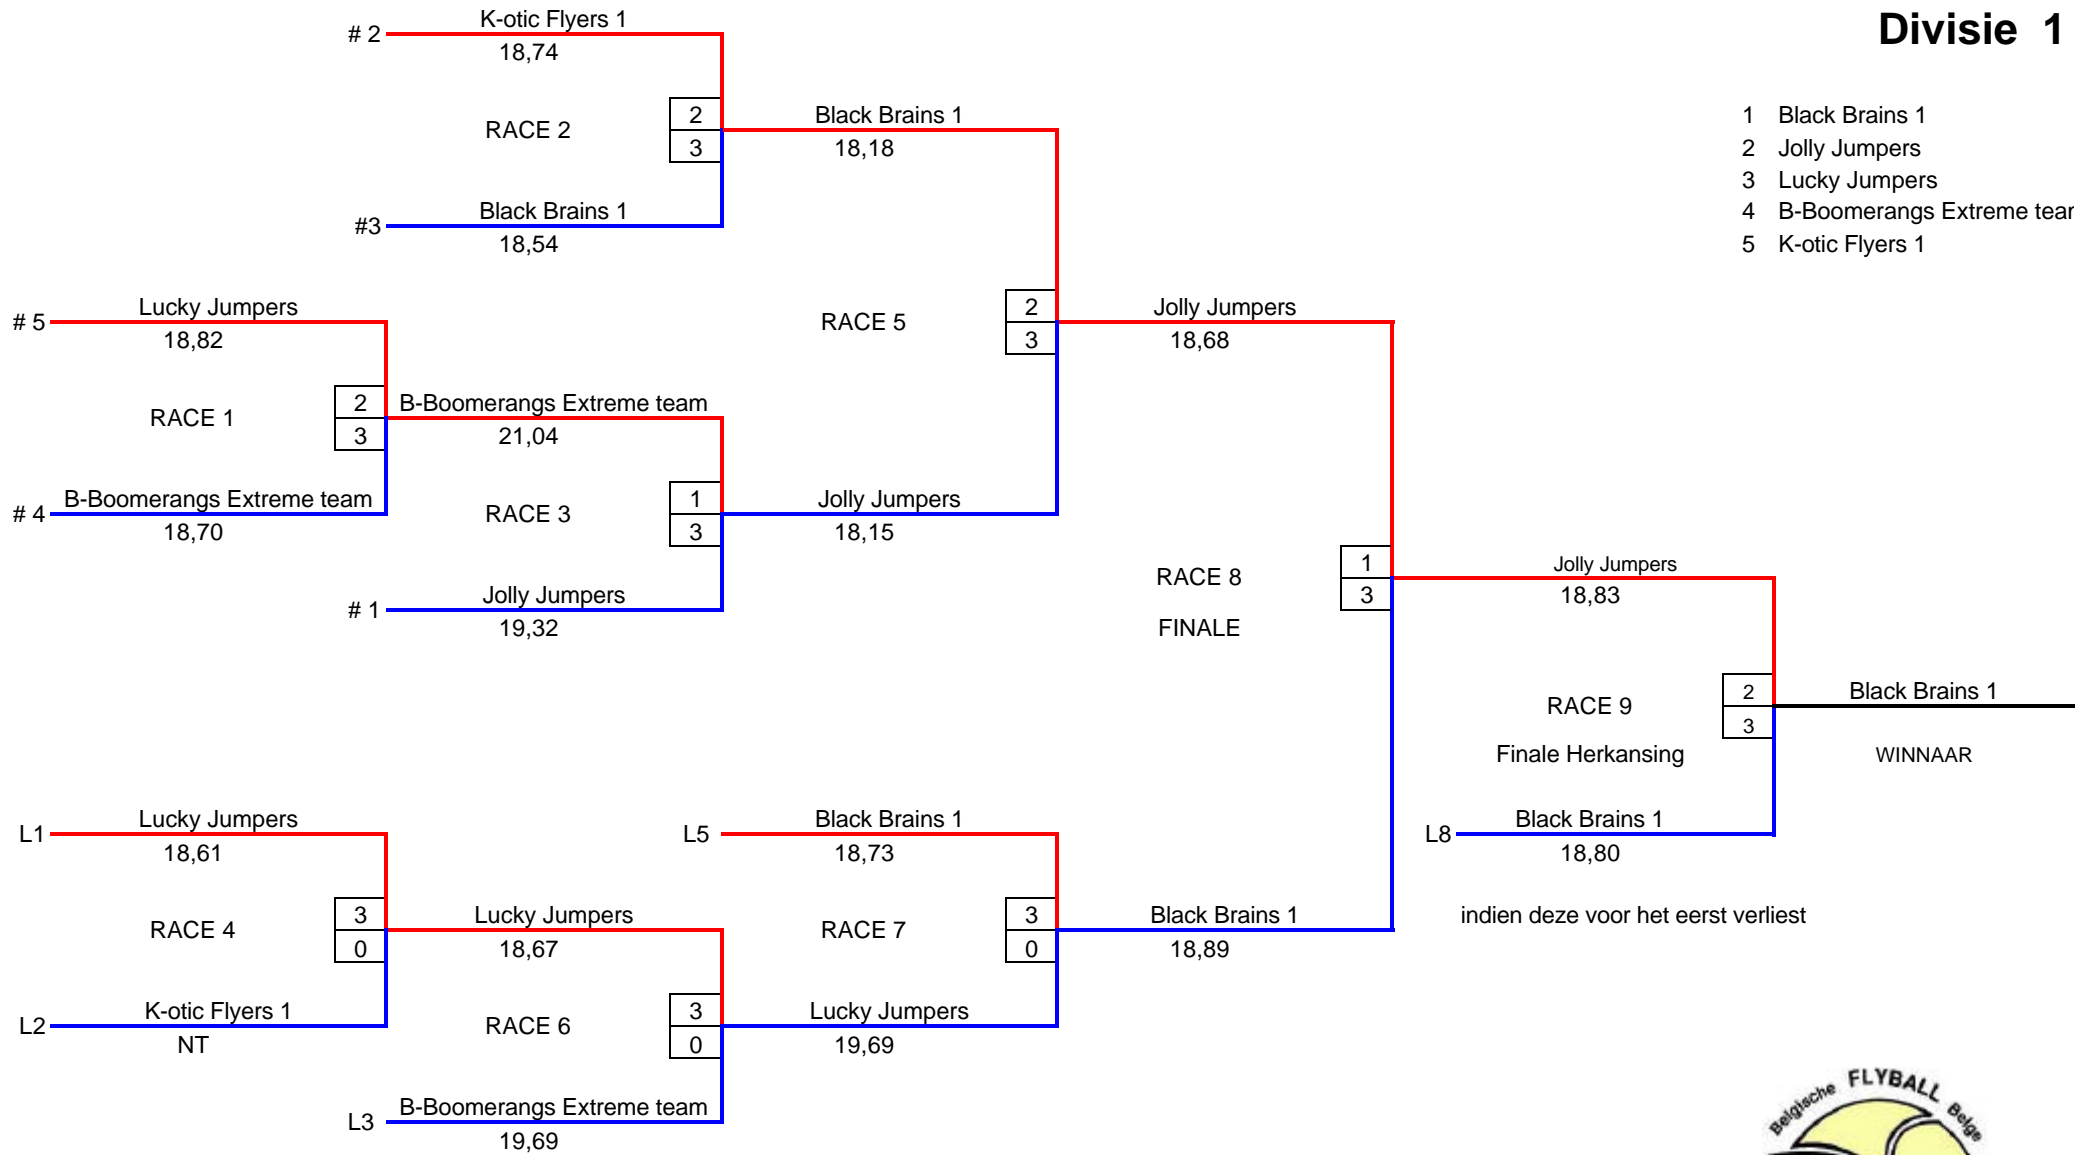 Divisie 1
1 Black Brains 1
2 Jolly Jumpers
3 Lucky Jumpers
4 B-Boomerangs Extreme
5 K-otic Flyers 1
# 2
K-otic Flyers 1
18,74
RACE 2
2
3
#3
Black Brains 1
18,54
Black Brains 1
18,18
# 5
Lucky Jumpers
18,82
RACE 1
2
3
# 4
B-Boomerangs Extreme team
18,70
B-Boomerangs Extreme team
21,04
RACE 3
1
3
# 1
Jolly Jumpers
19,32
Jolly Jumpers
18,15
RACE 5
2
3
Jolly Jumpers
18,68
RACE 8
1
3
FINALE
Jolly Jumpers
18,83
RACE 9
2
3
Finale Herkansing
Black Brains 1
WINNAAR
L8
Black Brains 1
18,80
indien deze voor het eerst verliest
L1
Lucky Jumpers
18,61
RACE 4
3
0
L2
K-otic Flyers 1
NT
Lucky Jumpers
18,67
RACE 6
3
0
L3
B-Boomerangs Extreme team
19,69
L5
Black Brains 1
18,73
RACE 7
3
0
Lucky Jumpers
19,69
Black Brains 1
18,89
Belgische FLYBALL Belge